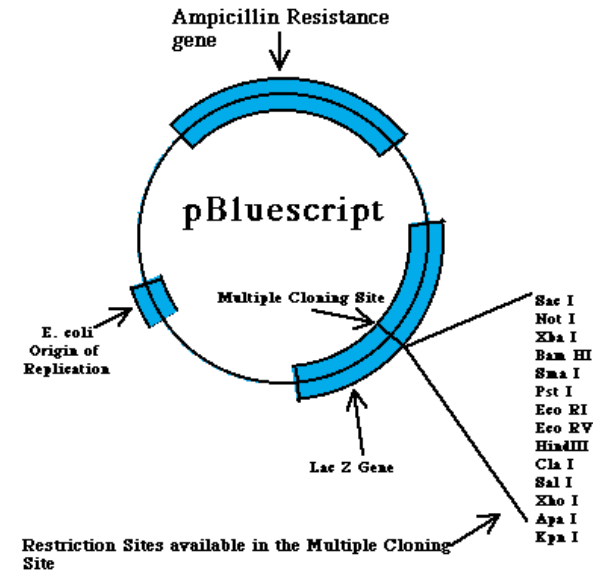 Ampicillin Resistance
gene
pBluescript
Multiple Cloning Site
E. coli
Origin of
Replication
Lac Z Gene
Sac I
Not I
Xba I
Bam HI
Sma I
Pst I
Eco RI
Eco RV
HindIII
Cla I
Sal I
Xho I
Apa I
Kpn I
Restriction Sites available in the Multiple Cloning
Site